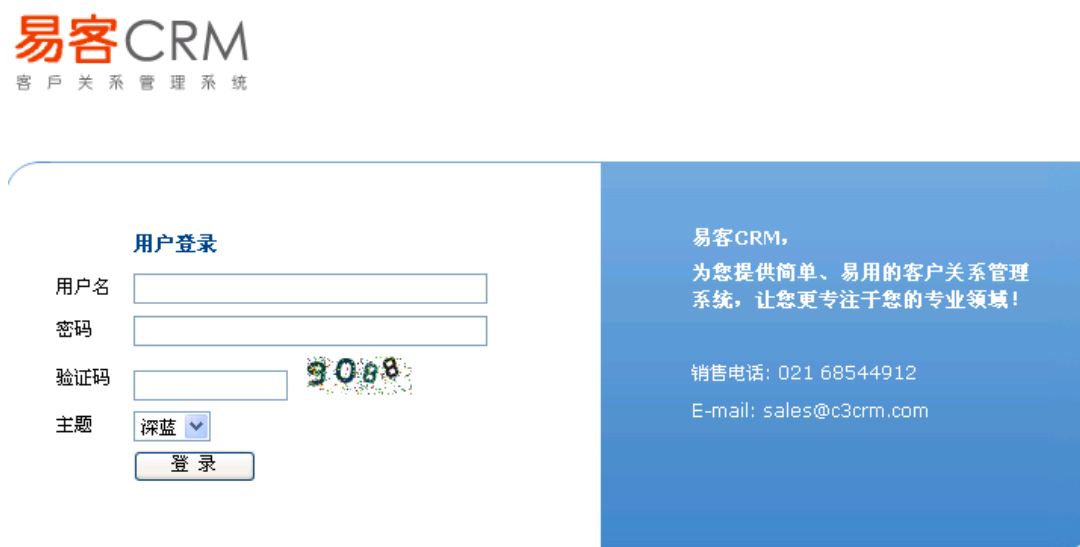 易客CRM
客户关系管理系统
用户登录
用户名
密码
验证码
9088
主题
深蓝
登 录
易客CRM，
为您提供简单、易用的客户关系管理
系统，让您更专注于您的专业领域！
销售电话: 021 68544912
E-mail: sales@c3crm.com